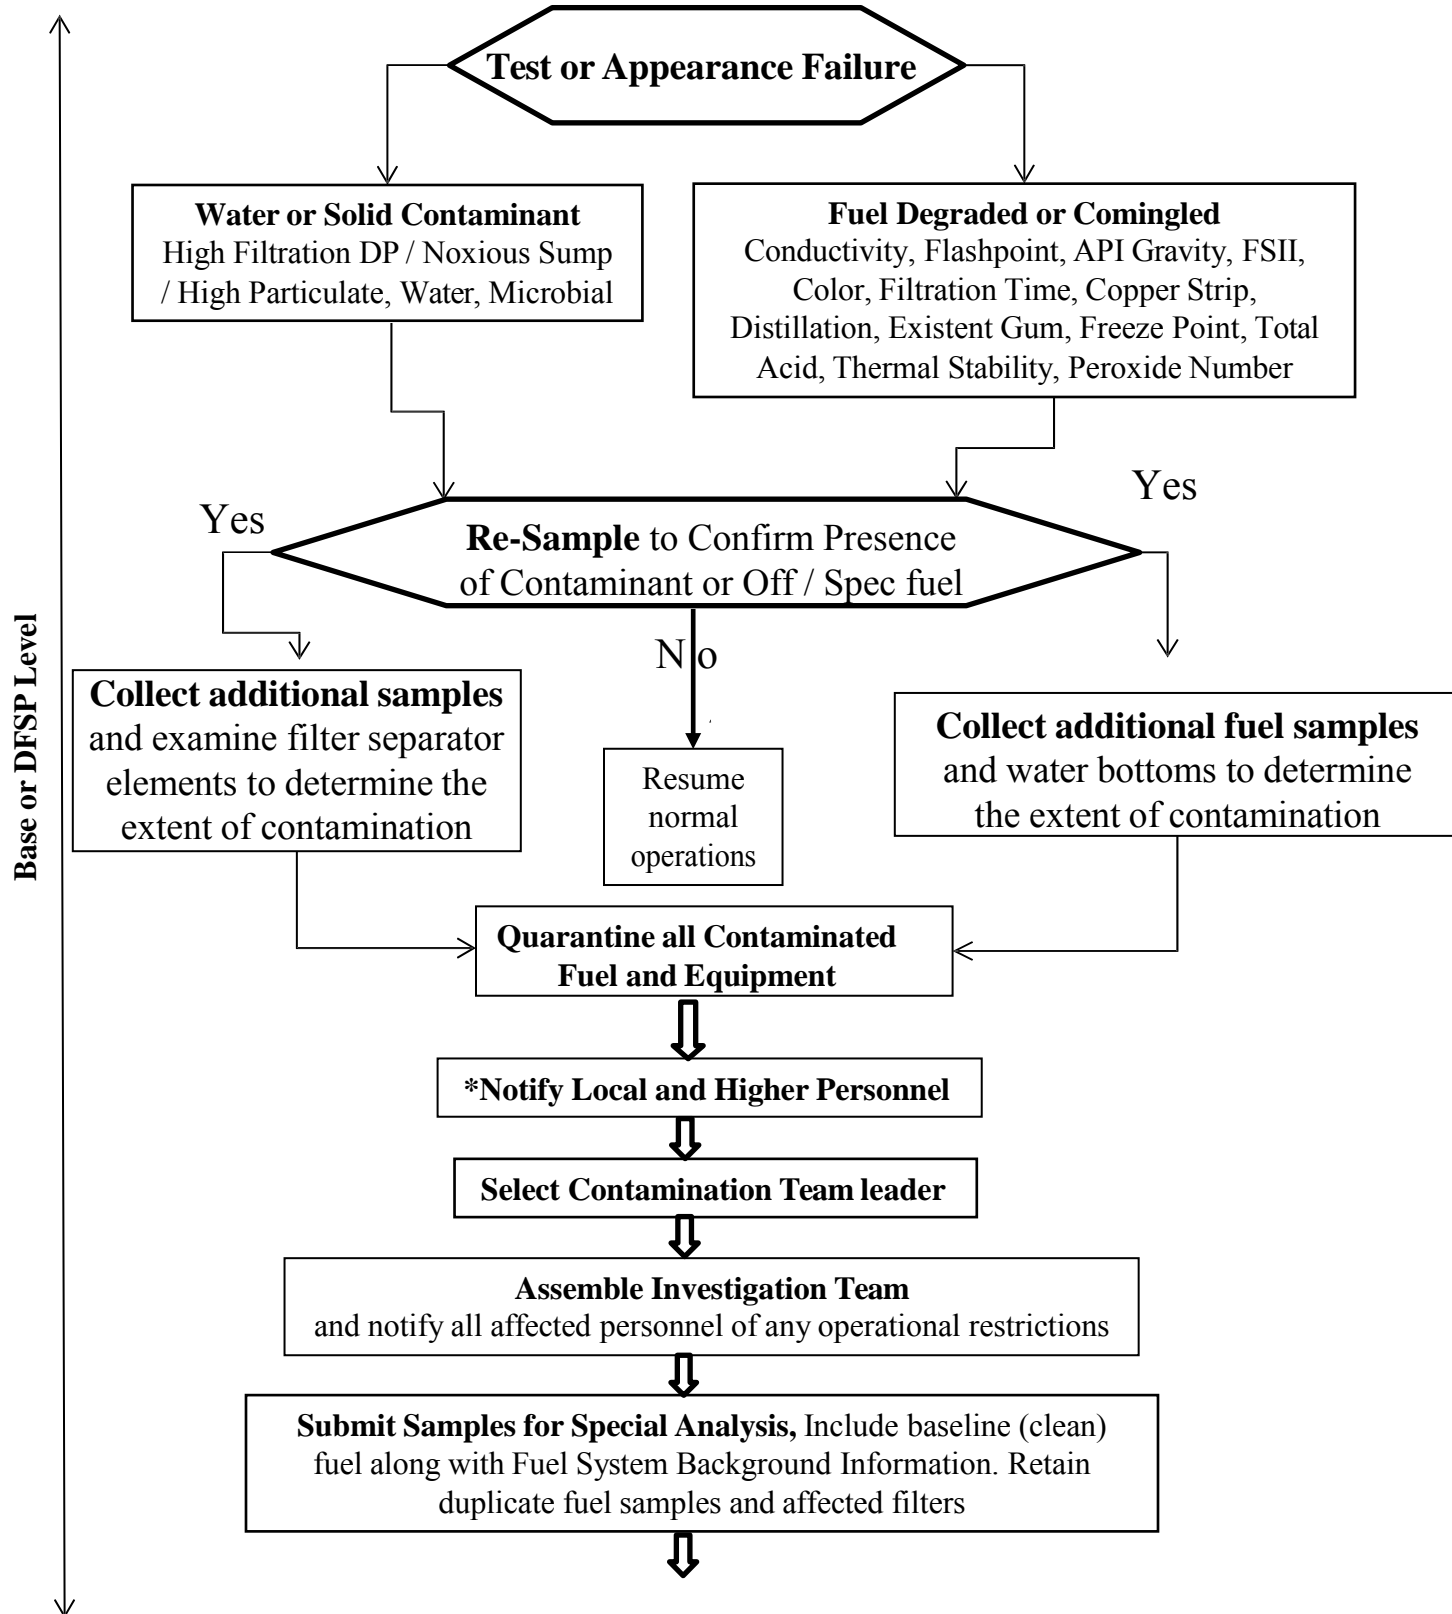 Test or Appearance Failure
Water or Solid Contaminant
High Filtration DP / Noxious Sump
/ High Particulate, Water, Microbial
Fuel Degraded or Comingled
Conductivity, Flashpoint, API Gravity, FSII,
Color, Filtration Time, Copper Strip,
Distillation, Existent Gum, Freeze Point, Total
Acid, Thermal Stability, Peroxide Number
Yes
Yes
Re-Sample to Confirm Presence
of Contaminant or Off / Spec fuel
No
Collect additional samples
and examine filter separator
elements to determine the
extent of contamination
Resume
normal
operations
Collect additional fuel samples
and water bottoms to determine
the extent of contamination
Base or DFSP Level
Quarantine all Contaminated
Fuel and Equipment
*Notify Local and Higher Personnel
Select Contamination Team leader
Assemble Investigation Team
and notify all affected personnel of any operational restrictions
Submit Samples for Special Analysis, Include baseline (clean)
fuel along with Fuel System Background Information. Retain
duplicate fuel samples and affected filters